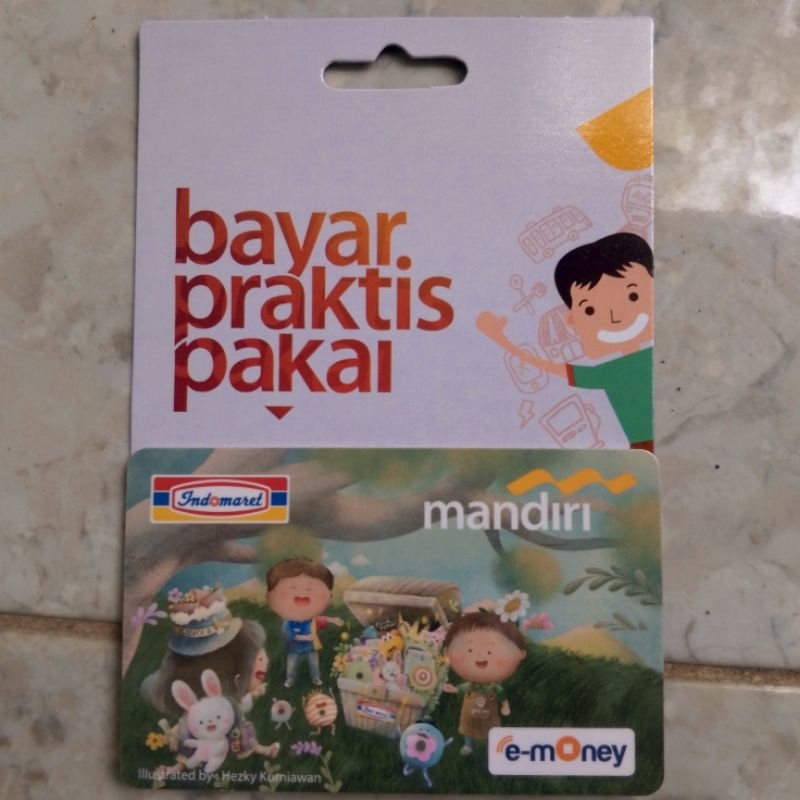 bayar
praktis
pakai
Indomaret
mandiri
e-money
Illustrated by : Hezky Kurniawan